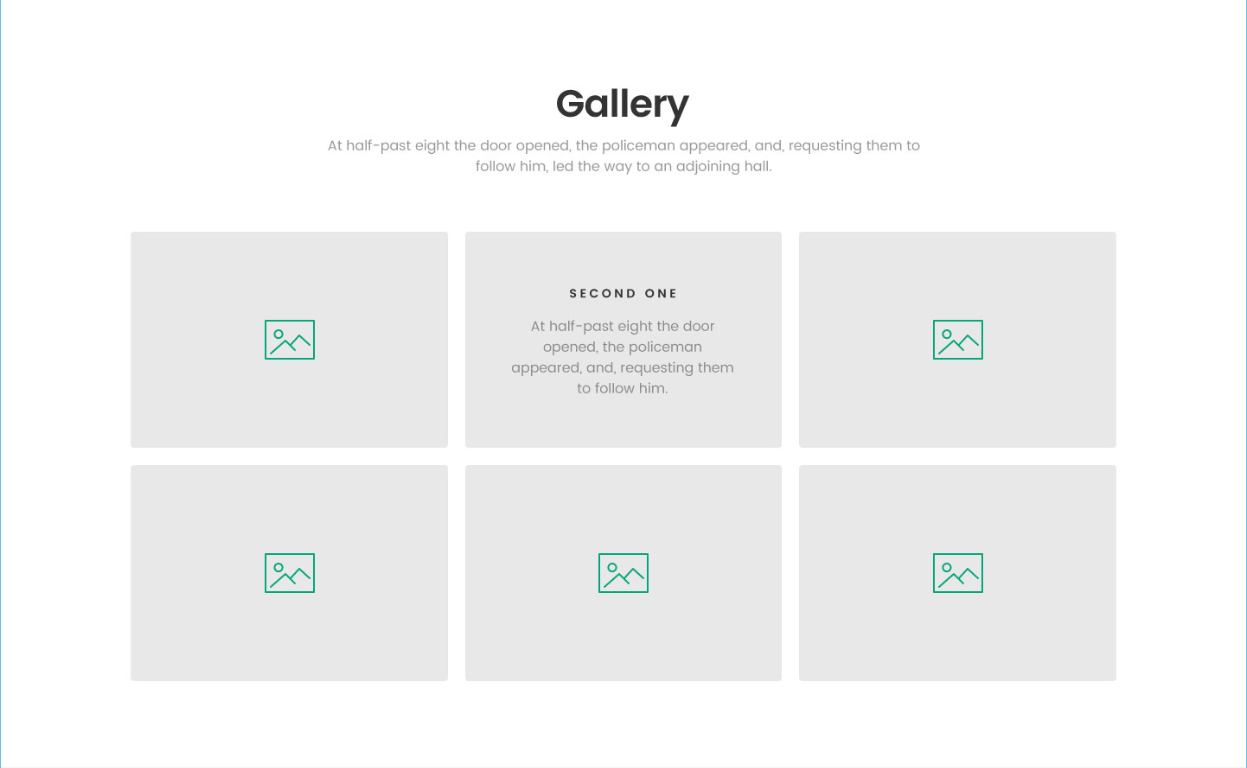 Gallery
At half-past eight the door opened, the policeman appeared, and, requesting them to
follow him, led the way to an adjoining hall.
SECOND ONE
At half-past eight the door
opened, the policeman
appeared, and, requesting them
to follow him.